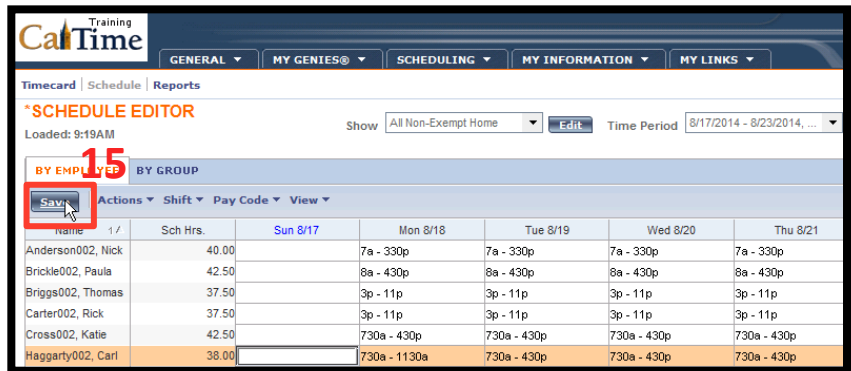 Training
CalTime
GENERAL MY GENIES® SCHEDULING MY INFORMATION MY LINKS
Timecard | Schedule | Reports
*SCHEDULE EDITOR
Show All Non-Exempt Home Edit Time Period 8/17/2014 - 8/23/2014, ...
Loaded: 9:19AM
15
BY EMPLOYEE BY GROUP
Save Actions Shift Pay Code View
Name 1 / Sch Hrs. Sun 8/17 Mon 8/18 Tue 8/19 Wed 8/20 Thu 8/21
Anderson002, Nick 40.00 7a - 330p 7a - 330p 7a - 330p 7a - 330p
Brickle002, Paula 42.50 8a - 430p 8a - 430p 8a - 430p 8a - 430p
Briggs002, Thomas 37.50 3p - 11p 3p - 11p 3p - 11p 3p - 11p
Carter002, Rick 37.50 3p - 11p 3p - 11p 3p - 11p 3p - 11p
Cross002, Katie 42.50 730a - 430p 730a - 430p 730a - 430p 730a - 430p
Haggarty002, Carl 38.00 730a - 1130a 730a - 430p 730a - 430p 730a - 430p